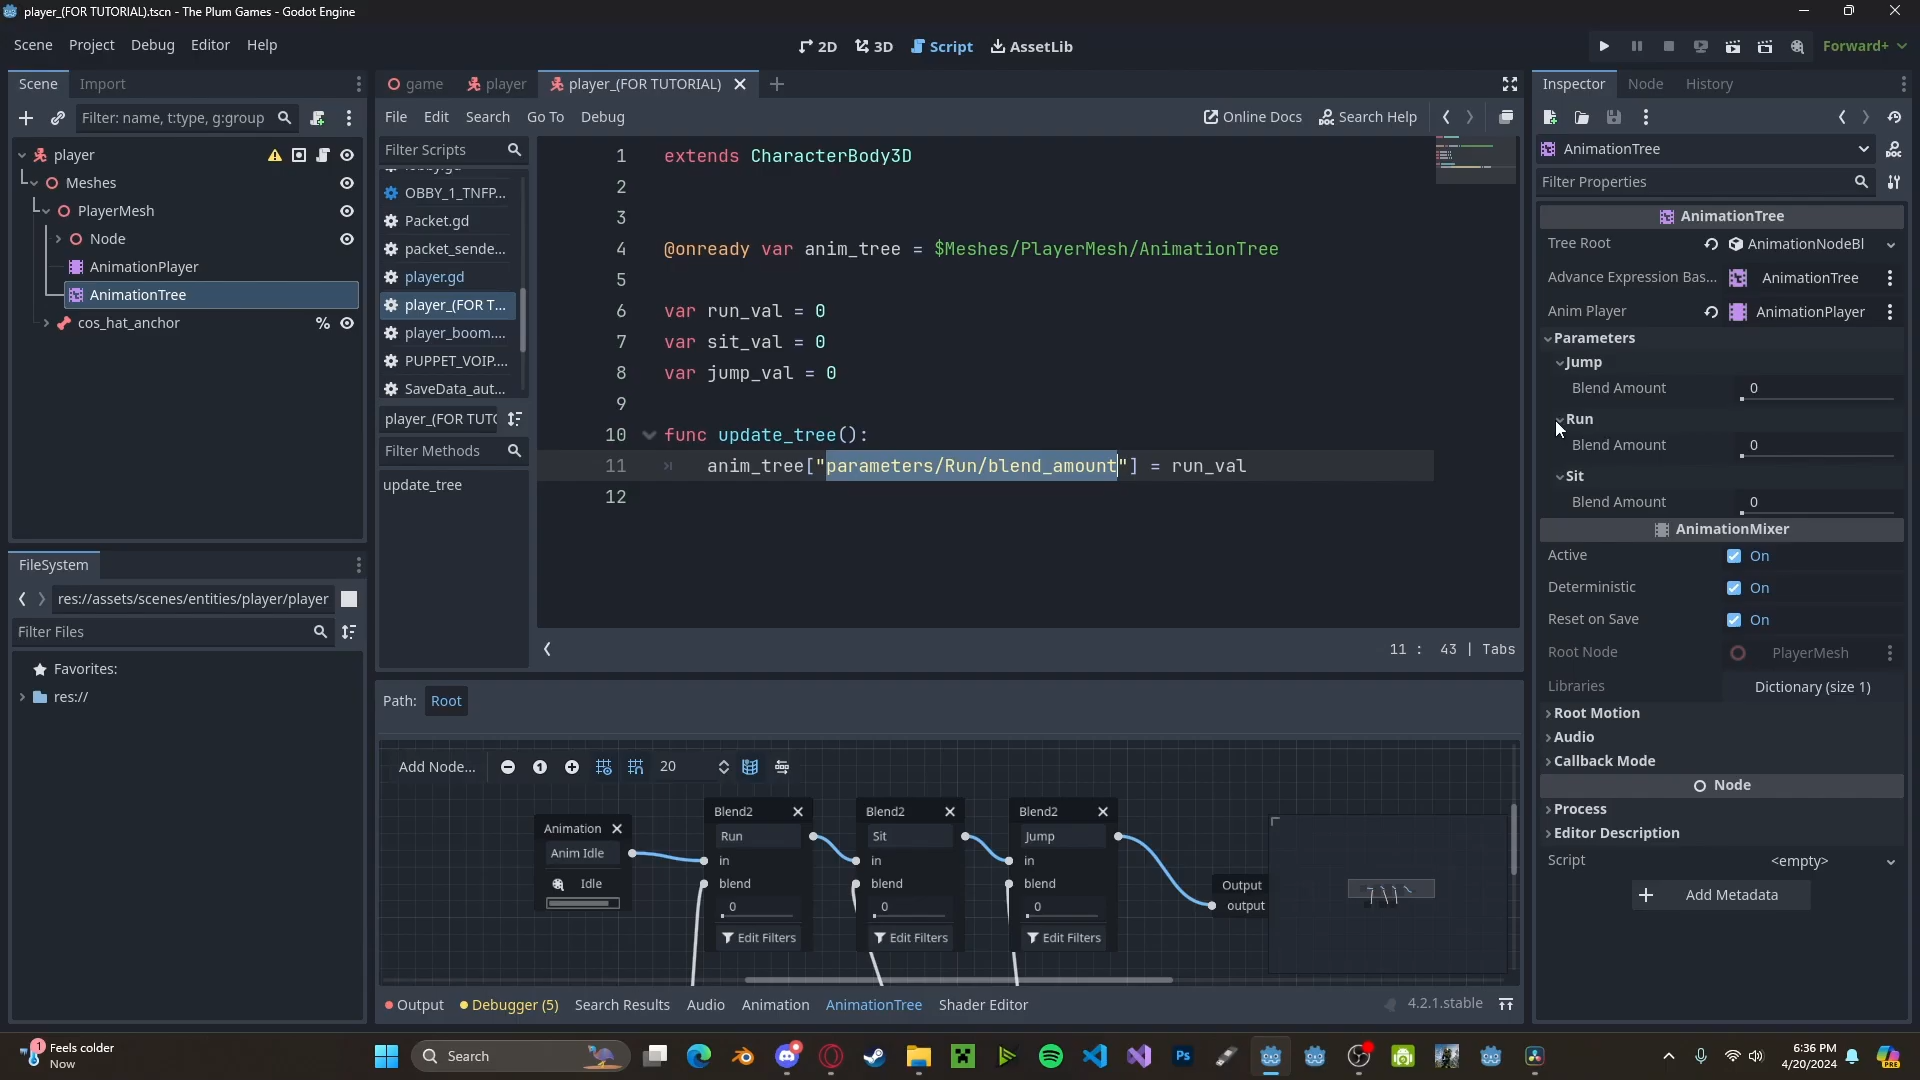 player_(FOR TUTORIAL).tscn - The Plum Games - Godot Engine
Scene Project Debug Editor Help
2D 3D Script AssetLib
Forward+
Scene Import
Filter: name, t:type, g:group
player
Meshes
PlayerMesh
Node
AnimationPlayer
AnimationTree
cos_hat_anchor
FileSystem
res://assets/scenes/entities/player/player
Filter Files
Favorites:
res://
game player player_(FOR TUTORIAL)
File Edit Search Go To Debug
Online Docs Search Help
Filter Scripts
OBBY_1_TNFP...
Packet.gd
packet_sende...
player.gd
player_(FOR T...
player_boom....
PUPPET_VOIP....
SaveData_aut...
player_(FOR TUTO
Filter Methods
update_tree
1 extends CharacterBody3D
2
3
4 @onready var anim_tree = $Meshes/PlayerMesh/AnimationTree
5
6 var run_val = 0
7 var sit_val = 0
8 var jump_val = 0
9
10 func update_tree():
11 anim_tree["parameters/Run/blend_amount"] = run_val
12
11 : 43 | Tabs
Path: Root
Add Node... 20
Animation
Anim Idle
Idle
Blend2
Run
in
blend
0
Edit Filters
Blend2
Sit
in
blend
0
Edit Filters
Blend2
Jump
in
blend
0
Edit Filters
Output
output
Output Debugger (5) Search Results Audio Animation AnimationTree Shader Editor
4.2.1.stable
Inspector Node History
AnimationTree
Filter Properties
AnimationTree
Tree Root AnimationNodeBl
Advance Expression Bas... AnimationTree
Anim Player AnimationPlayer
Parameters
Jump
Blend Amount 0
Run
Blend Amount 0
Sit
Blend Amount 0
AnimationMixer
Active On
Deterministic On
Reset on Save On
Root Node PlayerMesh
Libraries Dictionary (size 1)
Root Motion
Audio
Callback Mode
Node
Process
Editor Description
Script <empty>
Add Metadata
1
Feels colder
Now
Search
Ps
6:36 PM
4/20/2024
PRE